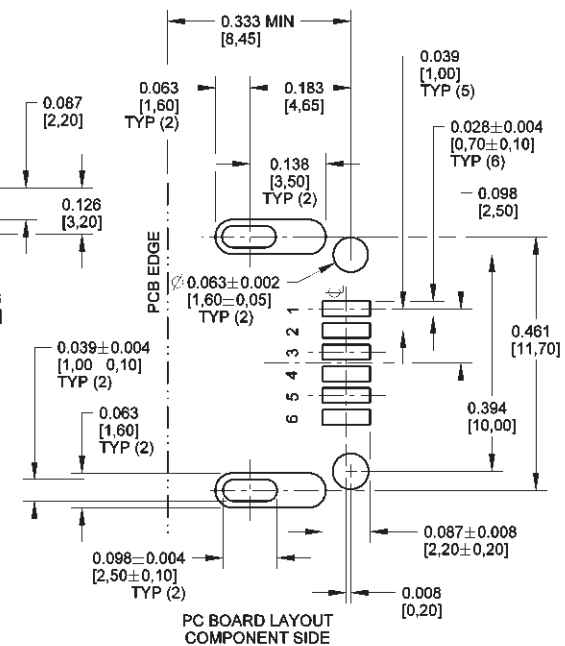 0.333 MIN
[8,45]
0.039
[1,00]
TYP (5)
0.063
[1,60]
TYP (2)
0.183
[4,65]
0.087
[2,20]
0.028±0.004
[0,70±0,10]
TYP (6)
0.138
[3,50]
TYP (2)
0.098
[2,50]
0.126
[3,20]
PCB EDGE
Ø 0.063±0.002
[1,60±0,05]
TYP (2)
1
2
3
4
5
6
0.461
[11,70]
0.039±0.004
[1,00 0,10]
TYP (2)
0.394
[10,00]
0.063
[1,60]
TYP (2)
0.087±0.008
[2,20±0,20]
0.098±0.004
[2,50±0,10]
TYP (2)
0.008
[0,20]
PC BOARD LAYOUT
COMPONENT SIDE